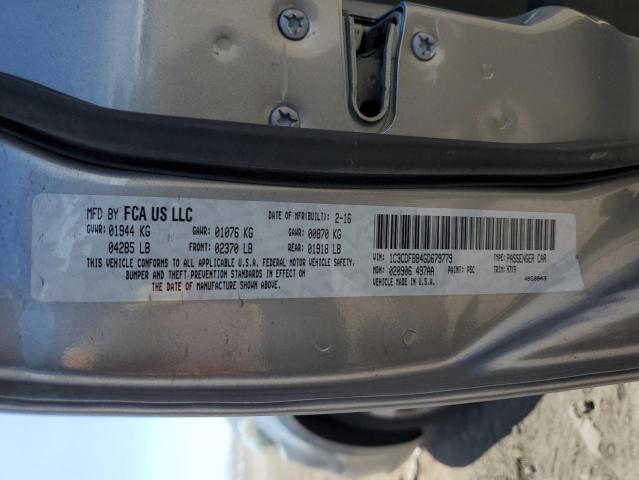 MFD BY FCA US LLC DATE OF MFR(BUILT): 2-16
GVWR: 01944 KG GAWR: 01076 KG GAWR: 00870 KG
04285 LB FRONT: 02370 LB REAR: 01918 LB
THIS VEHICLE CONFORMS TO ALL APPLICABLE U.S.A. FEDERAL MOTOR VEHICLE SAFETY,
BUMPER AND THEFT PREVENTION STANDARDS IN EFFECT ON
THE DATE OF MANUFACTURE SHOWN ABOVE.
VIN: 1C3CDFBB4GD679779 TYPE: PASSENGER CAR
MDH: 020906 497AA PAINT: PSC TRIM: H7X9
MADE IN U.S.A.